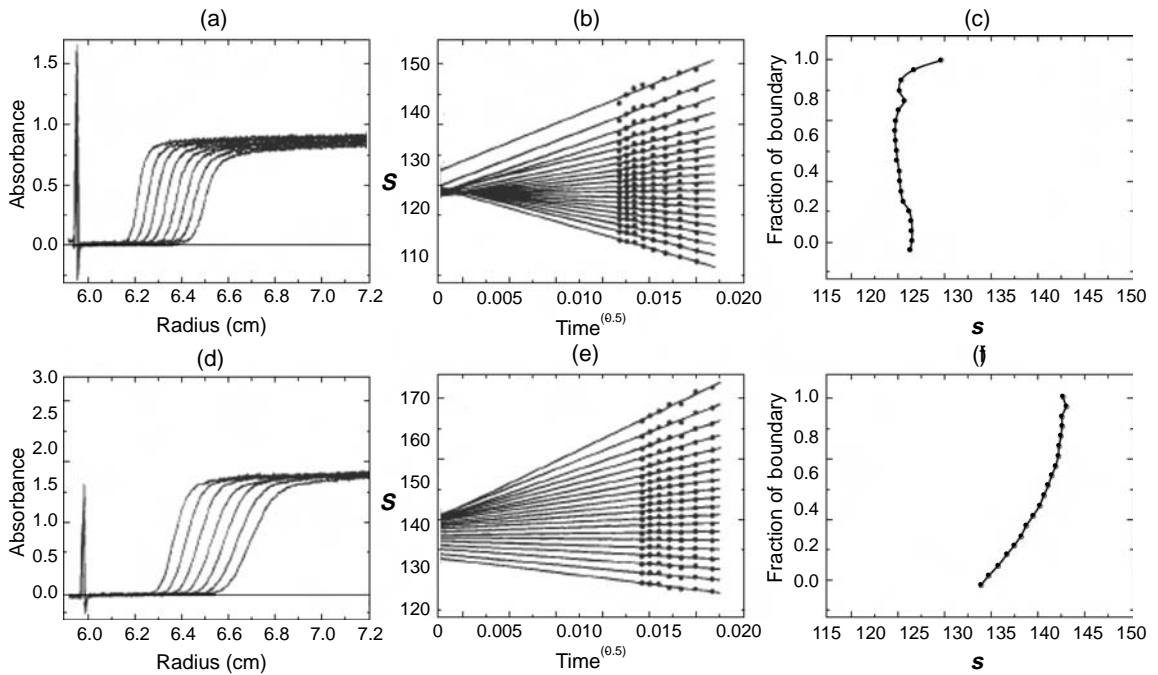 (a)
Absorbance
1.5
1.0
0.5
0.0
6.0 6.2 6.4 6.6 6.8 7.0 7.2
Radius (cm)
(b)
S
150
140
130
120
110
0 0.005 0.010 0.015 0.020
Time(0.5)
(c)
Fraction of boundary
1.0
0.8
0.6
0.4
0.2
0.0
115 120 125 130 135 140 145 150
s
(d)
Absorbance
3.0
2.5
2.0
1.5
1.0
0.5
0.0
6.0 6.2 6.4 6.6 6.8 7.0 7.2
Radius (cm)
(e)
S
170
160
150
140
130
120
0 0.005 0.010 0.015 0.020
Time(0.5)
(f)
Fraction of boundary
1.0
0.8
0.6
0.4
0.2
0.0
115 120 125 130 135 140 145 150
s